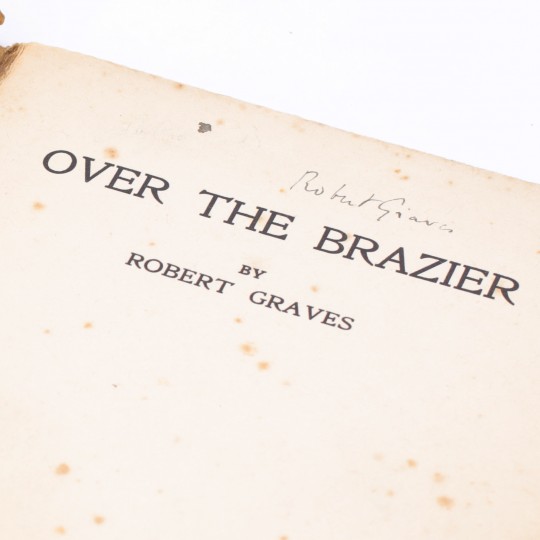 Robert Graves
OVER THE BRAZIER
BY
ROBERT GRAVES